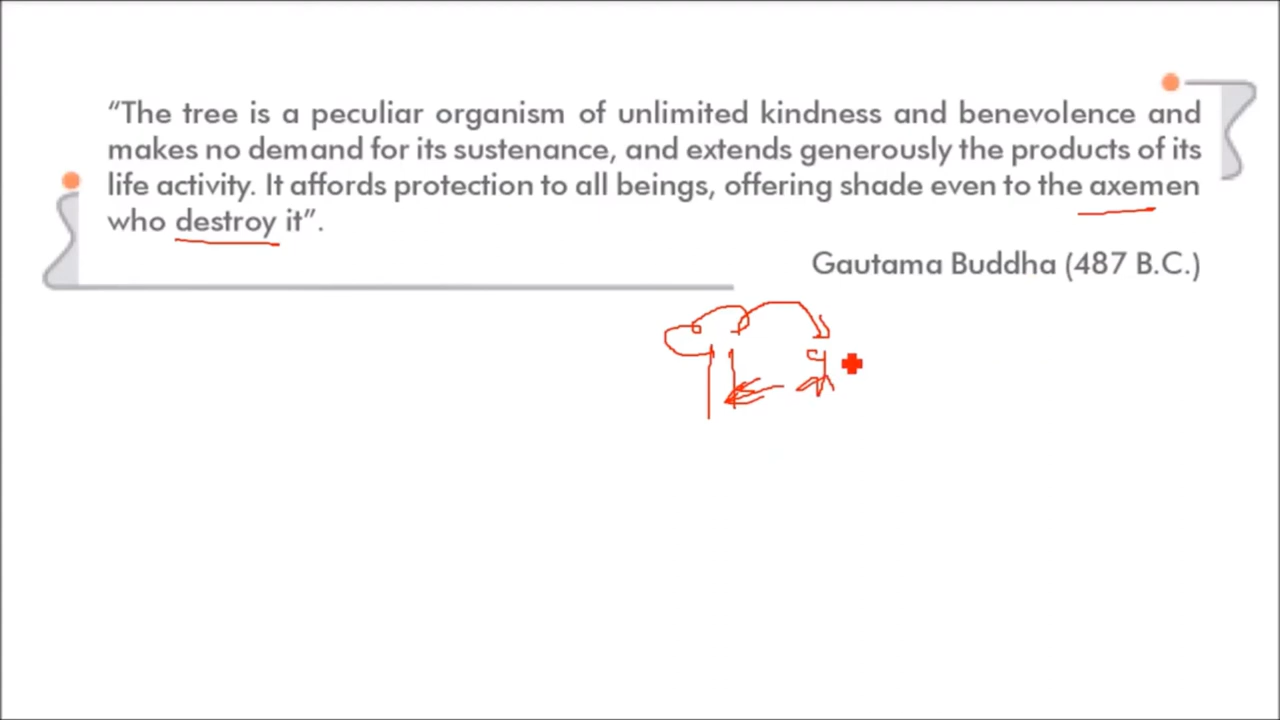 “The tree is a peculiar organism of unlimited kindness and benevolence and
makes no demand for its sustenance, and extends generously the products of its
life activity. It affords protection to all beings, offering shade even to the axemen
who destroy it”.
Gautama Buddha (487 B.C.)